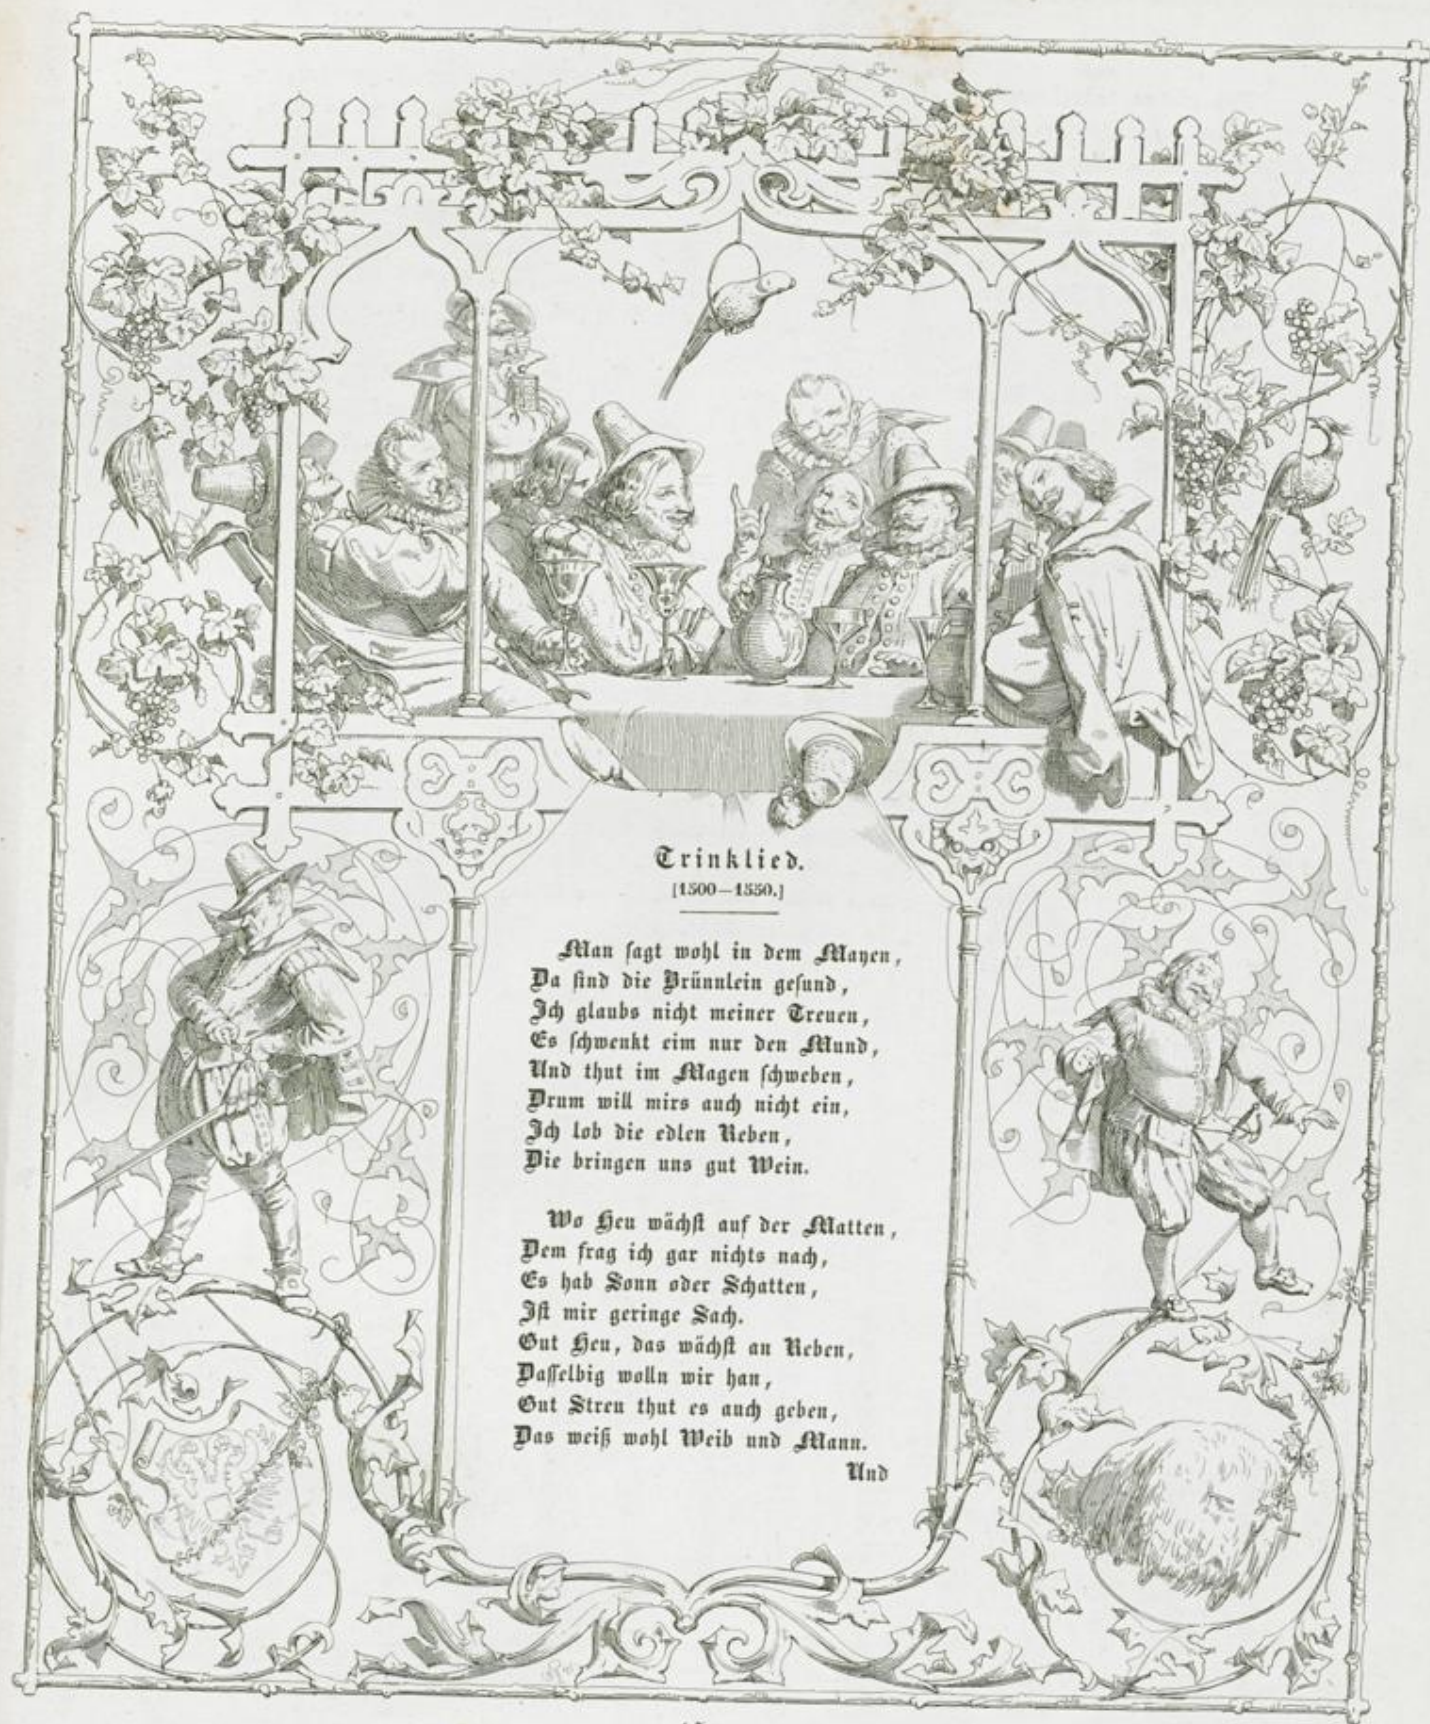 Trinklied.
[1500—1550.]
Man sagt wohl in dem Mayen,
Da sind die Brünnlein gesund,
Ich glaubs nicht meiner Treuen,
Es schwenkt eim nur den Mund,
Und thut im Magen schweben,
Drum will mirs auch nicht ein,
Ich lob die edlen Reben,
Die bringen uns gut Wein.
Wo Heu wächst auf der Matten,
Dem frag ich gar nichts nach,
Es hab Sonn oder Schatten,
Ist mir geringe Sach.
Gut Heu, das wächst an Reben,
Dasselbig wolln wir han,
Gut Streu thut es auch geben,
Das weiß wohl Weib und Mann.
Und